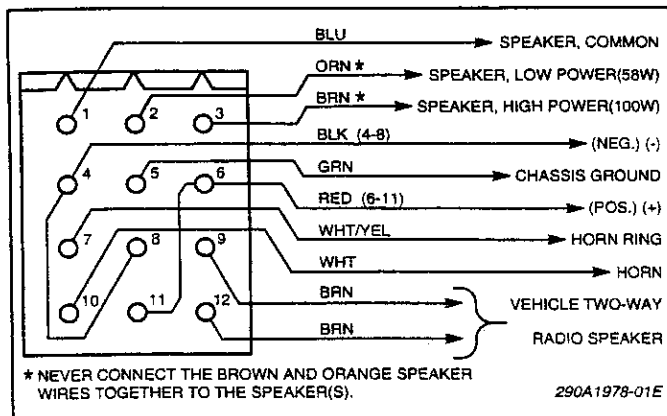 BLU SPEAKER, COMMON
ORN * SPEAKER, LOW POWER(58W)
BRN * SPEAKER, HIGH POWER(100W)
1 2 3
BLK (4-8) (NEG.) (-)
4 5 6
GRN CHASSIS GROUND
RED (6-11) (POS.) (+)
7 8 9
WHT/YEL HORN RING
WHT HORN
10 11 12
BRN VEHICLE TWO-WAY
BRN RADIO SPEAKER
* NEVER CONNECT THE BROWN AND ORANGE SPEAKER
WIRES TOGETHER TO THE SPEAKER(S).
290A1978-01E